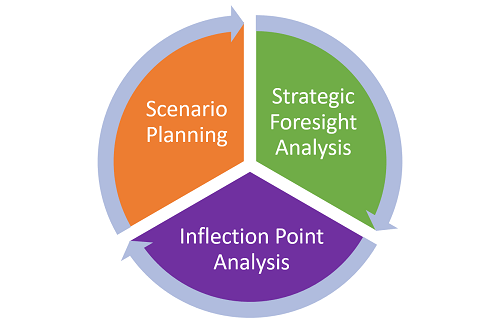 Scenario
Planning
Strategic
Foresight
Analysis
Inflection Point
Analysis